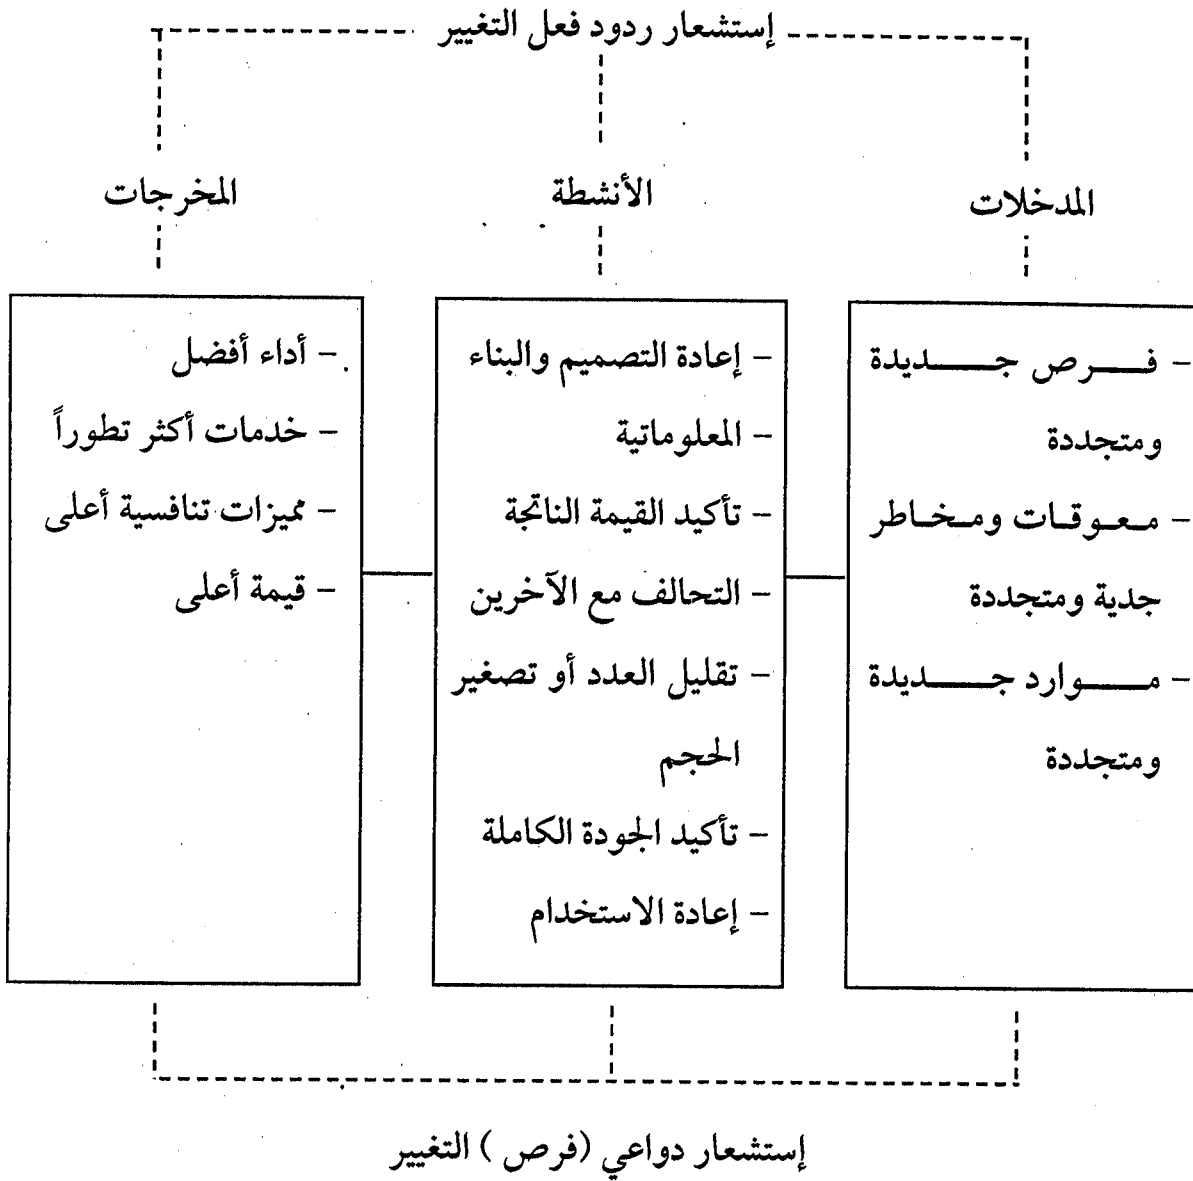 إستشعار ردود فعل التغيير
المدخلات
- فرص جديدة
ومتجددة
- معوقات ومخاطر
جدية ومتجددة
- موارد جديدة
ومتجددة
الأنشطة
- إعادة التصميم والبناء
- المعلوماتية
- تأكيد القيمة الناتجة
- التحالف مع الآخرين
- تقليل العدد أو تصغير
الحجم
- تأكيد الجودة الكاملة
- إعادة الاستخدام
المخرجات
- أداء أفضل
- خدمات أكثر تطوراً
- مميزات تنافسية أعلى
- قيمة أعلى
إستشعار دواعي (فرص ) التغيير